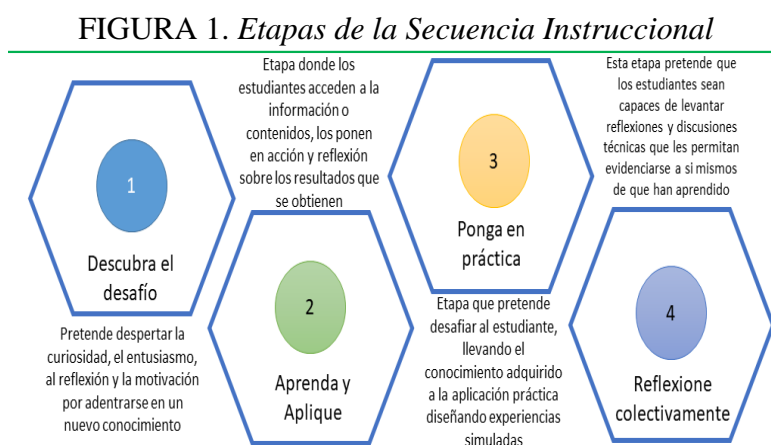 FIGURA 1. Etapas de la Secuencia Instruccional
1
Descubra el
desafío
Pretende despertar la
curiosidad, el entusiasmo,
al reflexión y la motivación
por adentrarse en un
nuevo conocimiento
Etapa donde los
estudiantes acceden a la
información o
contenidos, los ponen
en acción y reflexión
sobre los resultados que
se obtienen
2
Aprenda y
Aplique
3
Ponga en
práctica
Etapa que pretende
desafiar al estudiante,
llevando el
conocimiento adquirido
a la aplicación práctica
diseñando experiencias
simuladas
Esta etapa pretende que
los estudiantes sean
capaces de levantar
reflexiones y discusiones
técnicas que les permitan
evidenciarse a si mismos
de que han aprendido
4
Reflexione
colectivamente